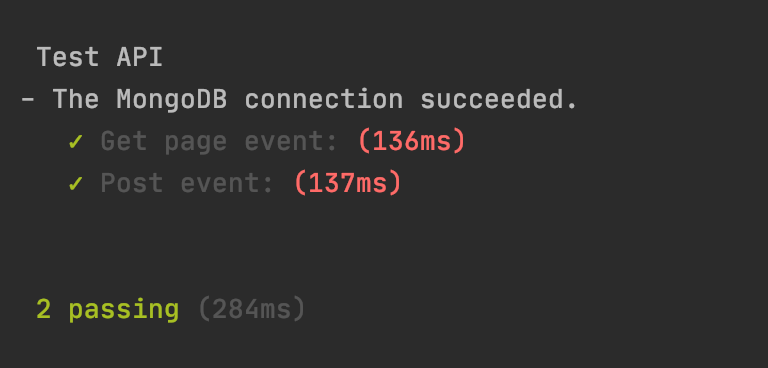 Test API
- The MongoDB connection succeeded.
✓ Get page event: (136ms)
✓ Post event: (137ms)
2 passing (284ms)